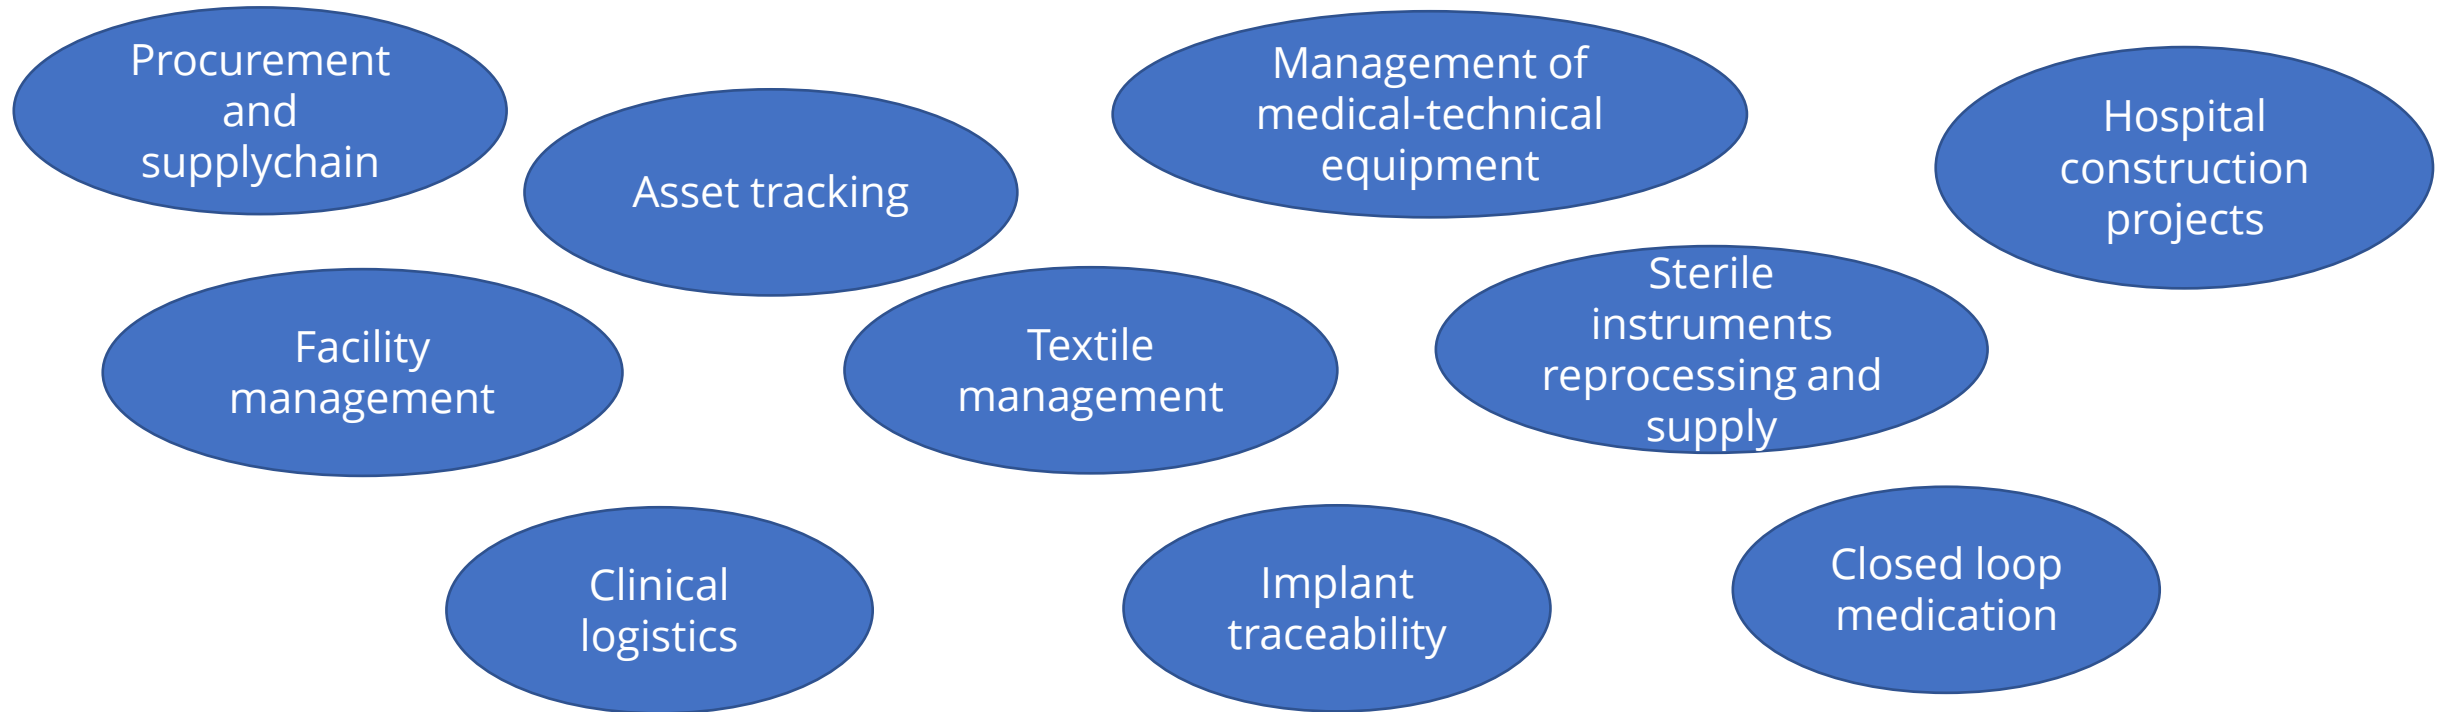 Procurement
and
supplychain
Asset tracking
Management of
medical-technical
equipment
Hospital
construction
projects
Facility
management
Textile
management
Sterile
instruments
reprocessing and
supply
Clinical
logistics
Implant
traceability
Closed loop
medication